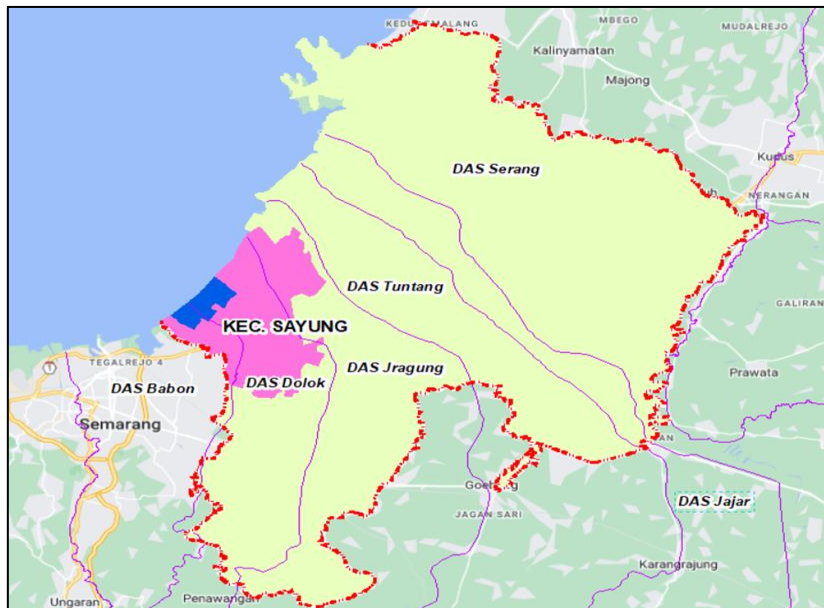 MBEGO
MUDALREJO
Kalinyamatan
Majong
Kudus
DAS Serang
NERANGAN
DAS Tuntang
GALIRAN
KEC. SAYUNG
TEGALREJO 4
DAS Jragung
Prawata
DAS Babon
DAS Dolok
Semarang
JAGAN SARI
DAS Jajar
Karangrajung
Ungaran
Penawangan